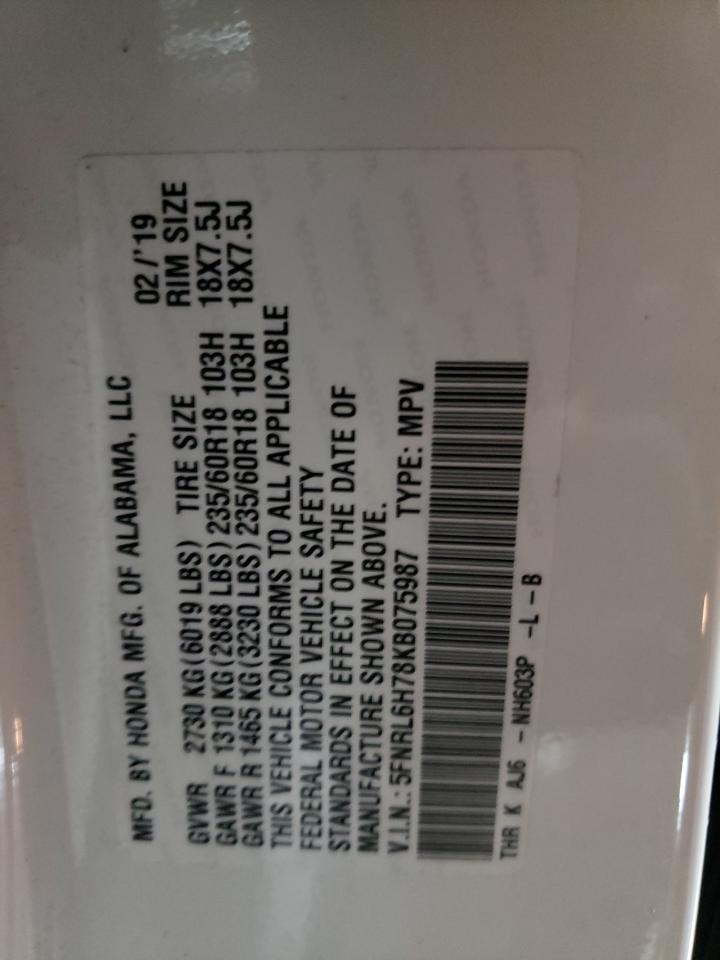 MFD. BY HONDA MFG. OF ALABAMA, LLC 02/'19
GVWR 2730 KG(6019 LBS) TIRE SIZE RIM SIZE
GAWR F 1310 KG(2888 LBS) 235/60R18 103H 18X7.5J
GAWR R 1465 KG(3230 LBS) 235/60R18 103H 18X7.5J
THIS VEHICLE CONFORMS TO ALL APPLICABLE
FEDERAL MOTOR VEHICLE SAFETY
STANDARDS IN EFFECT ON THE DATE OF
MANUFACTURE SHOWN ABOVE.
V.I.N.: 5FNRL6H78KB075987 TYPE: MPV
THR K AJ6 -NH603P -L-B